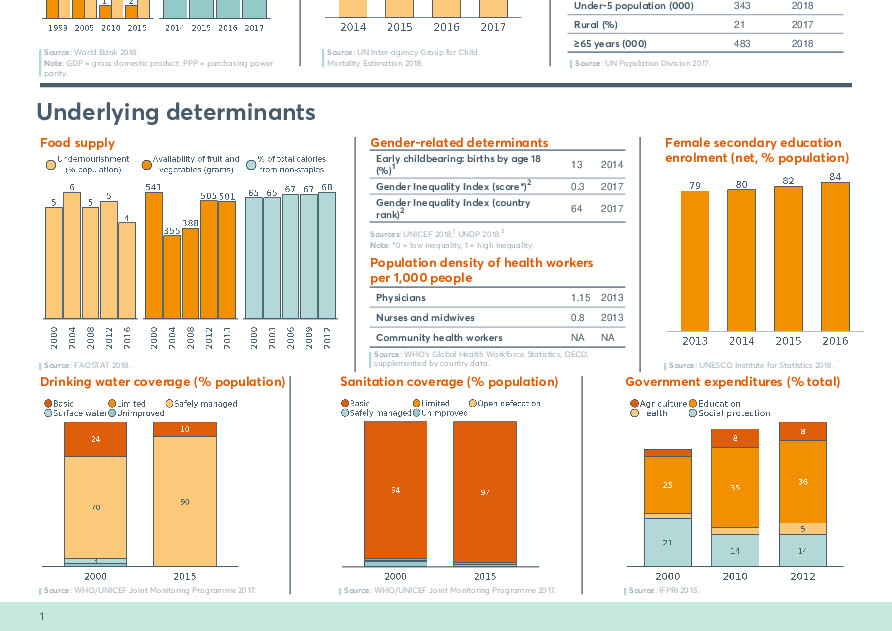 1999 2005 2010 2015
2014 2015 2016 2017
Source: World Bank 2018.
Note: GDP = gross domestic product. PPP = purchasing power
parity.
2014 2015 2016 2017
Source: UN Inter-agency Group for Child
Mortality Estimation 2018.
Under-5 population (000) 343 2018
Rural (%) 21 2017
≥65 years (000) 483 2018
Source: UN Population Division 2017.
Underlying determinants
Food supply
Undernourishment
(% population)
Availability of fruit and
vegetables (grams)
% of total calories
from non-staples
5 6 5 5 4
541 355 388 505 501
65 65 67 67 68
2000 2004 2008 2012 2016
2000 2004 2008 2012 2013
2000 2003 2006 2009 2012
Source: FAOSTAT 2018.
Gender-related determinants
Early childbearing: births by age 18
(%)¹ 13 2014
Gender Inequality Index (score*)² 0.3 2017
Gender Inequality Index (country
rank)² 64 2017
Sources: UNICEF 2018,¹ UNDP 2018.²
Note: *0 = low inequality, 1 = high inequality.
Population density of health workers
per 1,000 people
Physicians 1.15 2013
Nurses and midwives 0.8 2013
Community health workers NA NA
Source: WHO's Global Health Workforce Statistics, OECD,
supplemented by country data.
Female secondary education
enrolment (net, % population)
79 80 82 84
2013 2014 2015 2016
Source: UNESCO Institute for Statistics 2018.
Drinking water coverage (% population)
Basic Limited Safely managed
Surface water Unimproved
24 10
70 90
3
2000 2015
Source: WHO/UNICEF Joint Monitoring Programme 2017.
Sanitation coverage (% population)
Basic Limited Open defecation
Safely managed Unimproved
94 97
2000 2015
Source: WHO/UNICEF Joint Monitoring Programme 2017.
Government expenditures (% total)
Agriculture Education
Health Social protection
8 8
25 35 36
5
21 14 14
2000 2010 2012
Source: IFPRI 2015.
1